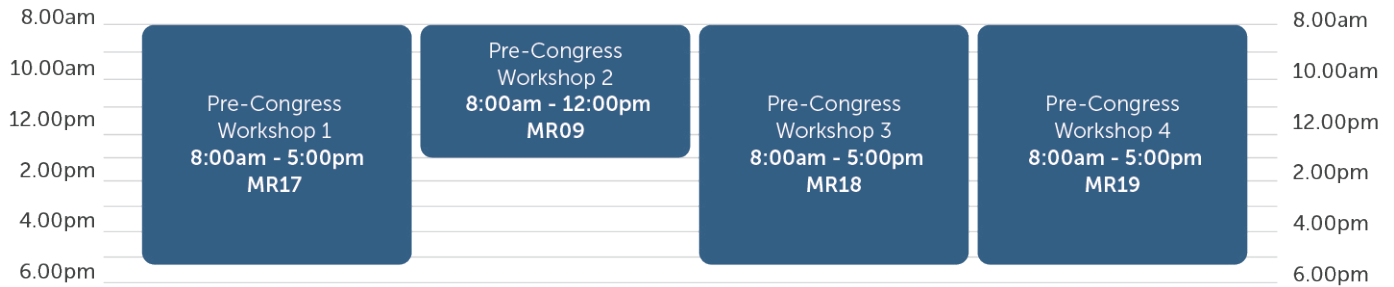 8.00am
10.00am
12.00pm
2.00pm
4.00pm
6.00pm
Pre-Congress
Workshop 1
8:00am - 5:00pm
MR17
Pre-Congress
Workshop 2
8:00am - 12:00pm
MR09
Pre-Congress
Workshop 3
8:00am - 5:00pm
MR18
Pre-Congress
Workshop 4
8:00am - 5:00pm
MR19
8.00am
10.00am
12.00pm
2.00pm
4.00pm
6.00pm